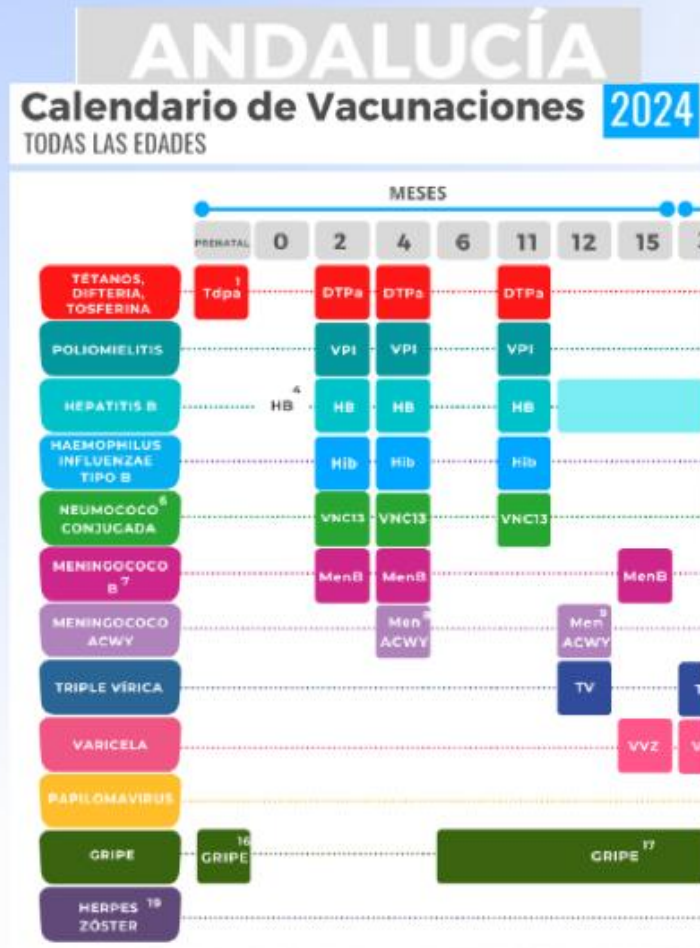 ANDALUCÍA
Calendario de Vacunaciones 2024
TODAS LAS EDADES
MESES
PRENATAL 0 2 4 6 11 12 15
TÉTANOS,
DIFTERIA,
TOSFERINA
Tdpa 1 DTPa DTPa DTPa
POLIOMIELITIS VPI VPI VPI
HEPATITIS B HB 4 HB HB HB
HAEMOPHILUS
INFLUENZAE
TIPO B
Hib Hib Hib
NEUMOCOCO 6
CONJUGADA
VNC13 VNC13 VNC13
MENINGOCOCO
B 7
MenB MenB MenB
MENINGOCOCO
ACWY
Men
ACWY
Men 9
ACWY
TRIPLE VÍRICA TV
VARICELA VVZ
PAPILOMAVIRUS
GRIPE GRIPE 16 GRIPE 17
HERPES 19
ZÓSTER